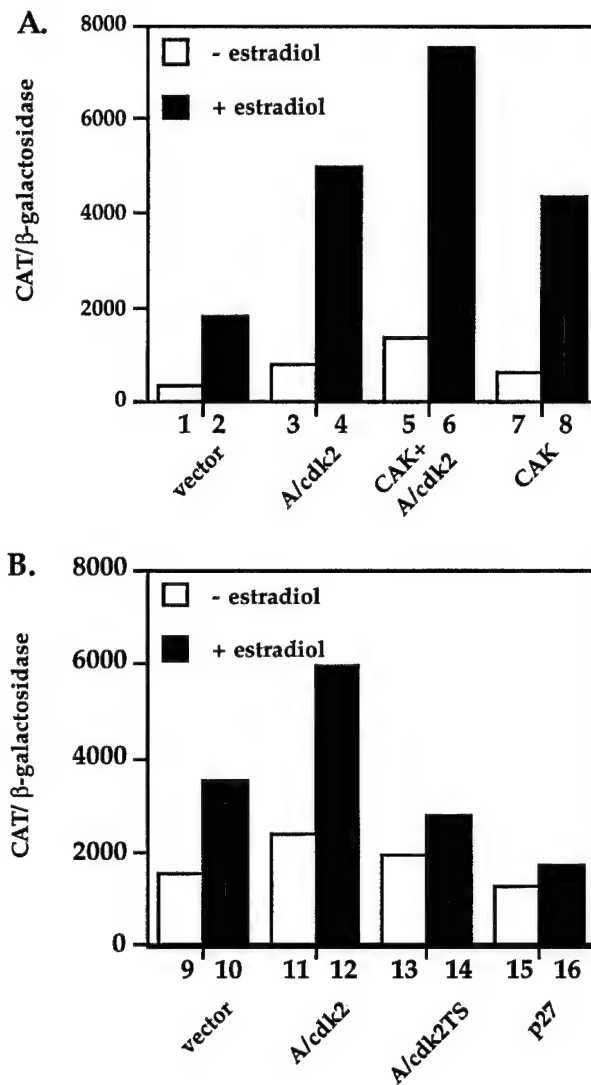 A.
8000
- estradiol
+ estradiol
6000
4000
2000
0
CAT/β-galactosidase
1 2 3 4 5 6 7 8
vector
A/cdk2
CAK+
A/cdk2
CAK
B.
8000
- estradiol
+ estradiol
6000
4000
2000
0
CAT/ β-galactosidase
9 10 11 12 13 14 15 16
vector
A/cdk2
A/cdk2TS
p27